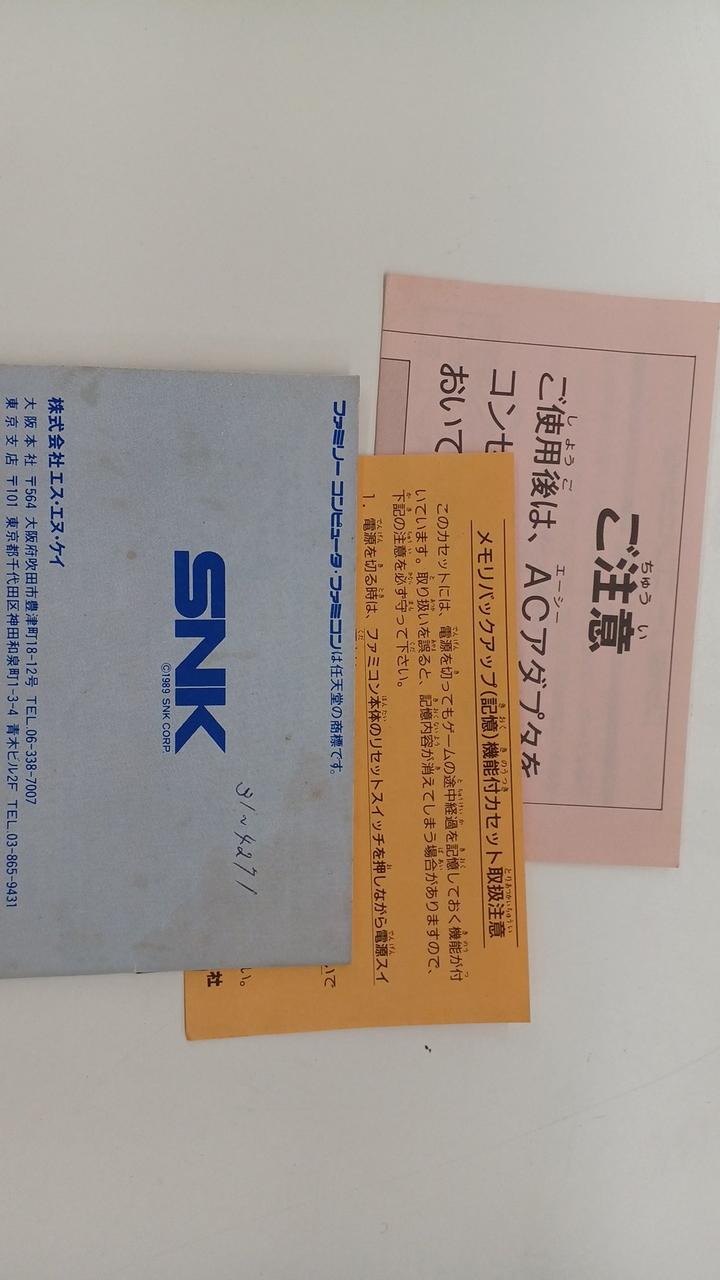 ご注意
ご使用後は、ACアダプタを
コンセ
おいて
メモリバックアップ(記憶)機能付カセット取扱注意
このカセットには、電源を切ってもゲームの途中経過を記憶しておく機能が付
いています。取り扱いを誤ると、記憶内容が消えてしまう場合がありますので、
下記の注意を必ず守って下さい。
1. 電源を切る時は、ファミコン本体のリセットスイッチを押しながら電源スイ
いで
い。
社
ファミリーコンピュータ・ファミコンは任天堂の商標です。
SNK
©1989 SNK CORP.
株式会社エス・エヌ・ケイ
大阪本社 〒564 大阪府吹田市豊津町18-12号 TEL.06-338-7007
東京支店 〒101 東京都千代田区神田和泉町1-3-4 青木ビル2F TEL.03-865-9431